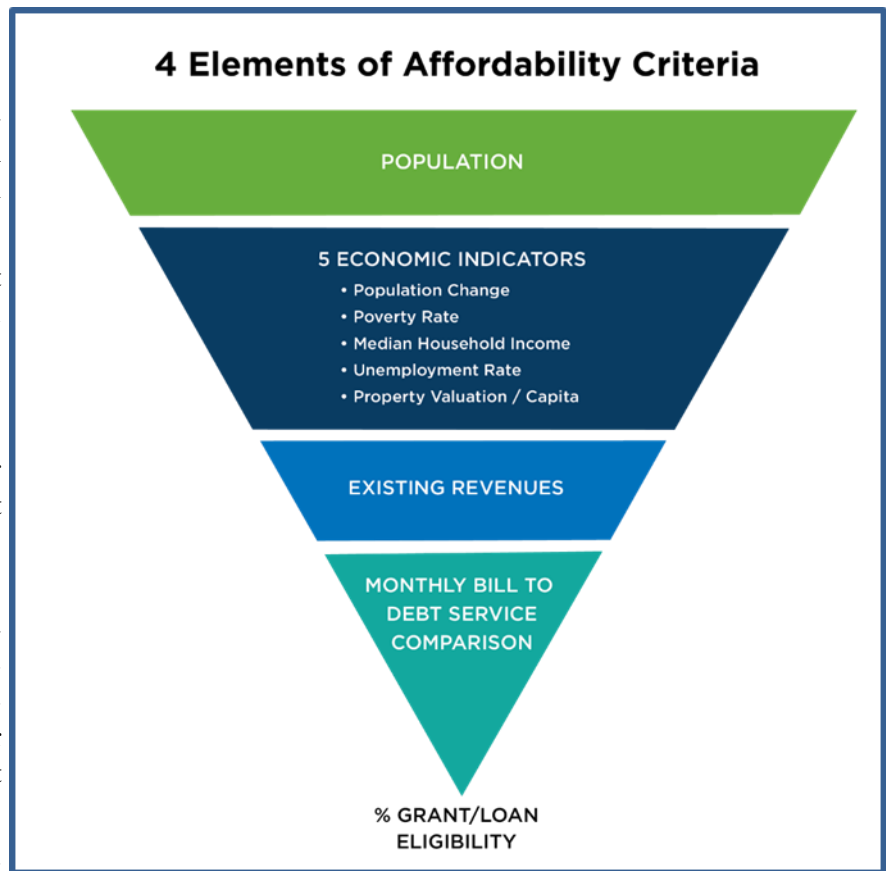 4 Elements of Affordability Criteria
POPULATION
5 ECONOMIC INDICATORS
• Population Change
• Poverty Rate
• Median Household Income
• Unemployment Rate
• Property Valuation / Capita
EXISTING REVENUES
MONTHLY BILL TO
DEBT SERVICE
COMPARISON
% GRANT/LOAN
ELIGIBILITY